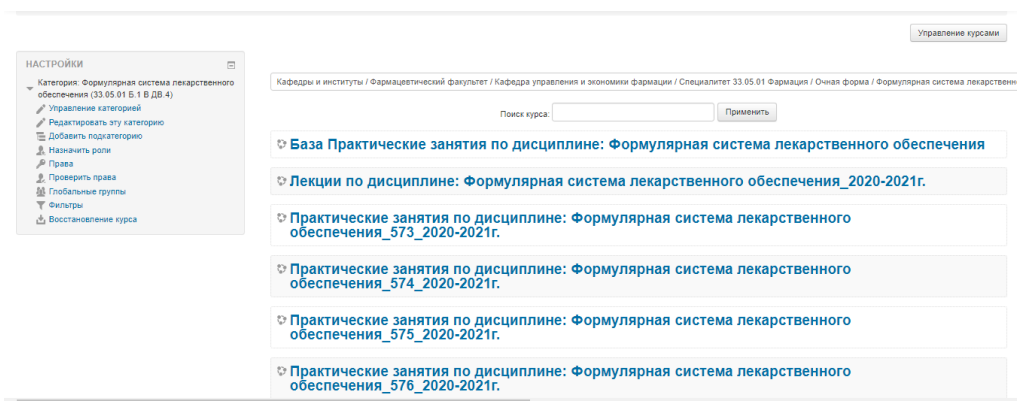 Управление курсами
НАСТРОЙКИ
Категория: Формулярная система лекарственного
обеспечения (33.05.01 Б.1 В ДВ.4)
Управление категорией
Редактировать эту категорию
Добавить подкатегорию
Назначить роли
Права
Проверить права
Глобальные группы
Фильтры
Восстановление курса
Кафедры и институты / Фармацевтический факультет / Кафедра управления и экономики фармации / Специалитет 33.05.01 Фармация / Очная форма / Формулярная система лекарственн
Поиск курса:
Применить
База Практические занятия по дисциплине: Формулярная система лекарственного обеспечения
Лекции по дисциплине: Формулярная система лекарственного обеспечения_2020-2021г.
Практические занятия по дисциплине: Формулярная система лекарственного
обеспечения_573_2020-2021г.
Практические занятия по дисциплине: Формулярная система лекарственного
обеспечения_574_2020-2021г.
Практические занятия по дисциплине: Формулярная система лекарственного
обеспечения_575_2020-2021г.
Практические занятия по дисциплине: Формулярная система лекарственного
обеспечения_576_2020-2021г.